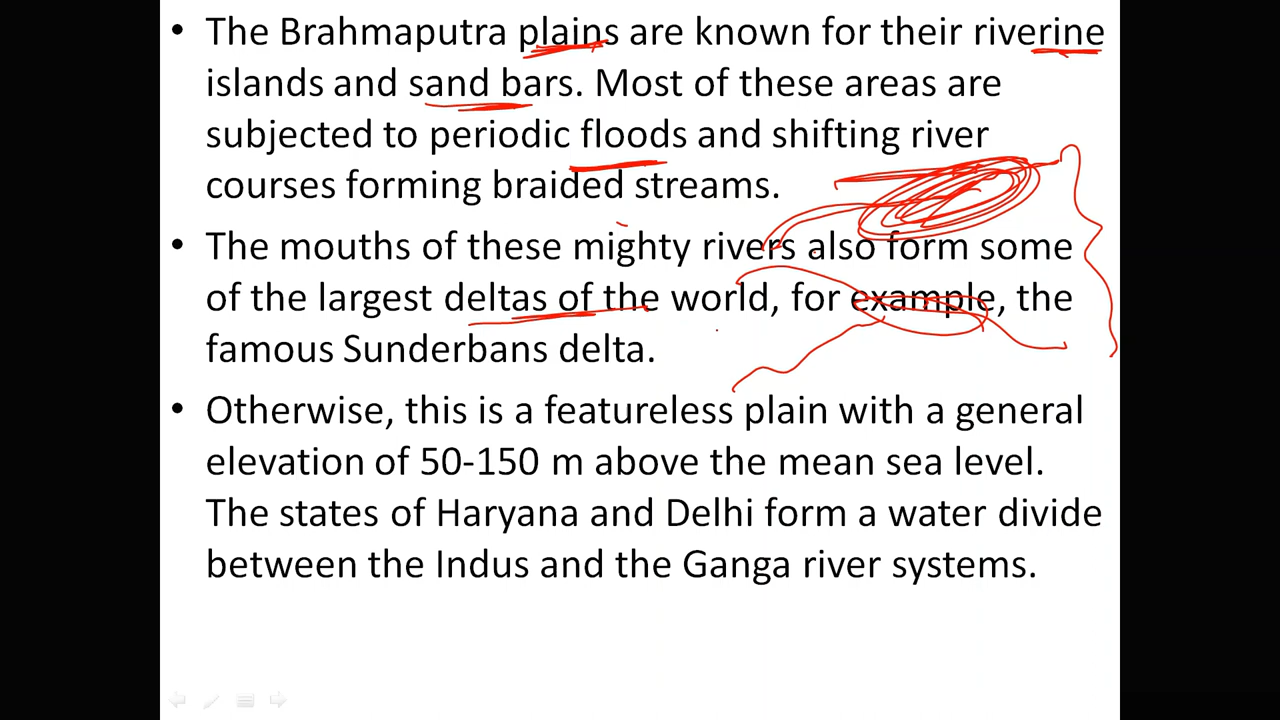 • The Brahmaputra plains are known for their riverine
islands and sand bars. Most of these areas are
subjected to periodic floods and shifting river
courses forming braided streams.
• The mouths of these mighty rivers also form some
of the largest deltas of the world, for example, the
famous Sunderbans delta.
• Otherwise, this is a featureless plain with a general
elevation of 50-150 m above the mean sea level.
The states of Haryana and Delhi form a water divide
between the Indus and the Ganga river systems.